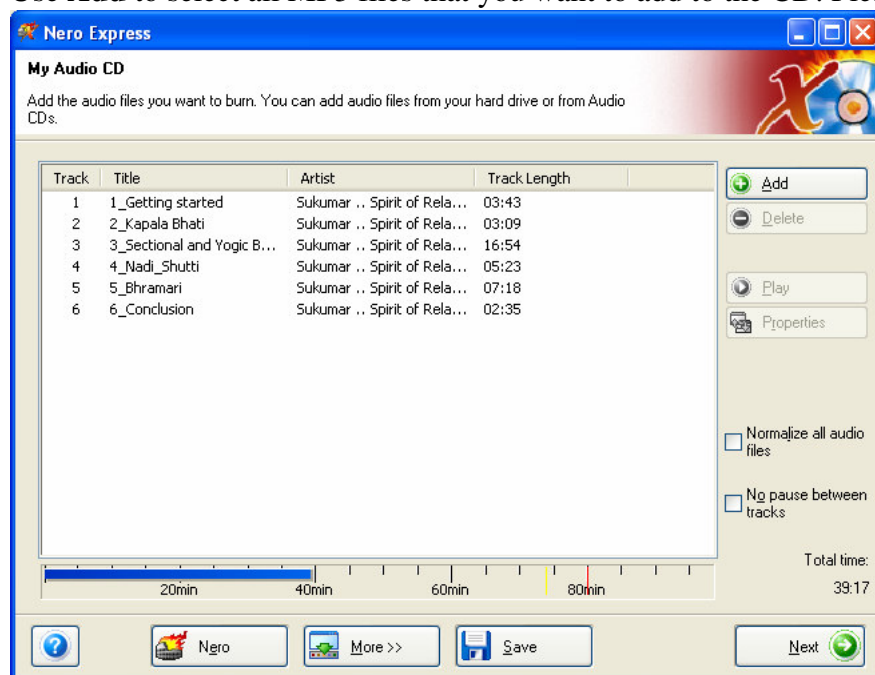 Nero Express
My Audio CD
Add the audio files you want to burn. You can add audio files from your hard drive or from Audio
CDs.
Track Title Artist Track Length
1 1_Getting started Sukumar .. Spirit of Rela... 03:43
2 2_Kapala Bhati Sukumar .. Spirit of Rela... 03:09
3 3_Sectional and Yogic B... Sukumar .. Spirit of Rela... 16:54
4 4_Nadi_Shutti Sukumar .. Spirit of Rela... 05:23
5 5_Bhramari Sukumar .. Spirit of Rela... 07:18
6 6_Conclusion Sukumar .. Spirit of Rela... 02:35
Add
Delete
Play
Properties
Normalize all audio
files
No pause between
tracks
Total time:
39:17
20min 40min 60min 80min
Nero More >> Save Next